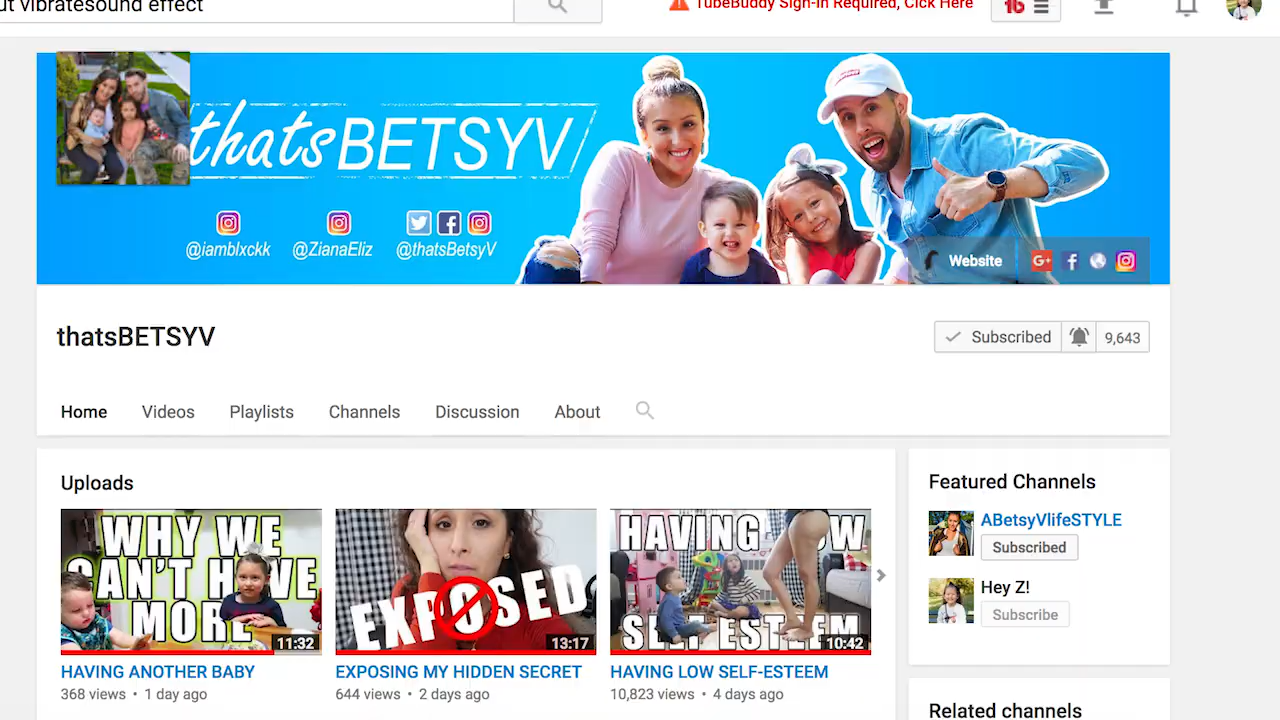 ut vibratesound effect
TubeBuddy Sign-in Required, Click Here
thatsBETSYV
@iamblxckk @ZianaEliz @thatsBetsyV
Website
thatsBETSYV
Subscribed 9,643
Home Videos Playlists Channels Discussion About
Uploads
WHY WE
CAN'T HAVE
MORE
11:32
HAVING ANOTHER BABY
368 views • 1 day ago
EXPOSED
13:17
EXPOSING MY HIDDEN SECRET
644 views • 2 days ago
HAVING LOW
SELF-ESTEEM
10:42
HAVING LOW SELF-ESTEEM
10,823 views • 4 days ago
Featured Channels
ABetsyVlifeSTYLE
Subscribed
Hey Z!
Subscribe
Related channels